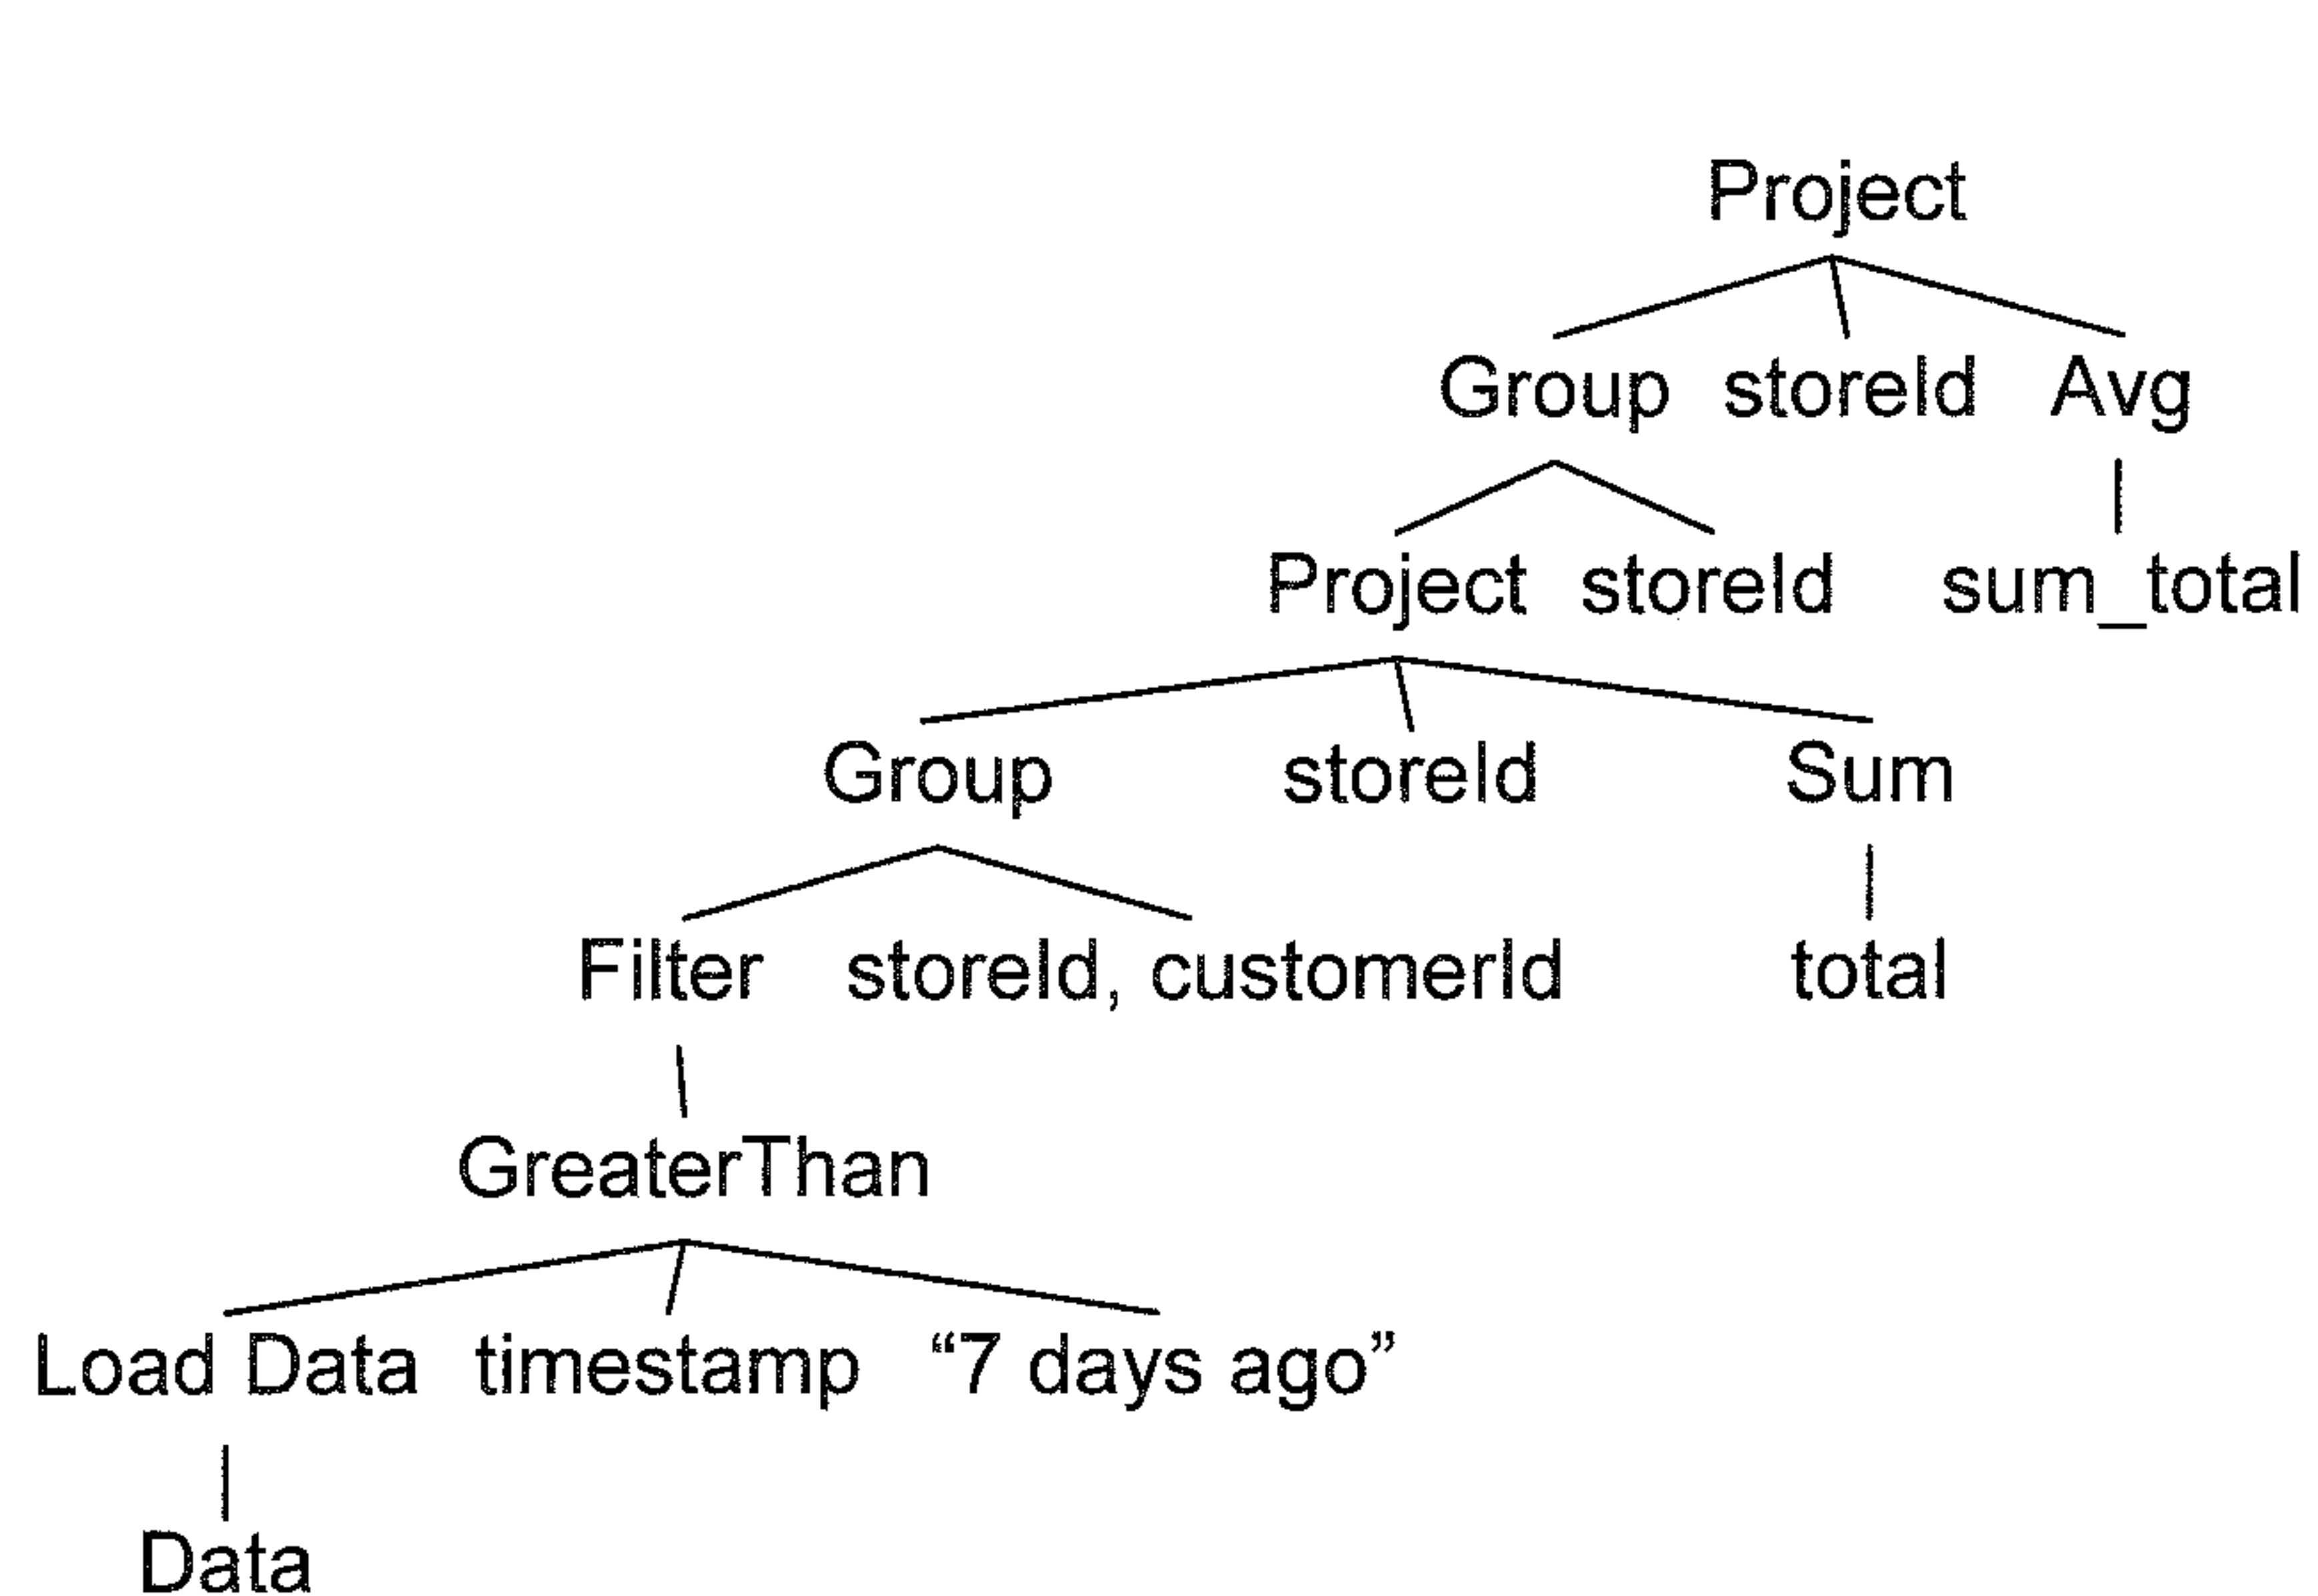 Project
Group storeId Avg
Project storeId sum_total
Group storeId Sum
Filter storeId, customerId total
GreaterThan
Load Data timestamp “7 days ago”
Data